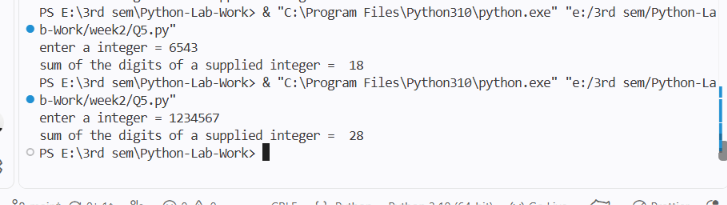 PS E:\3rd sem\Python-Lab-Work> & "C:\Program Files\Python310\python.exe" "e:/3rd sem/Python-La
b-Work/week2/Q5.py"
enter a integer = 6543
sum of the digits of a supplied integer =  18
PS E:\3rd sem\Python-Lab-Work> & "C:\Program Files\Python310\python.exe" "e:/3rd sem/Python-La
b-Work/week2/Q5.py"
enter a integer = 1234567
sum of the digits of a supplied integer =  28
PS E:\3rd sem\Python-Lab-Work>